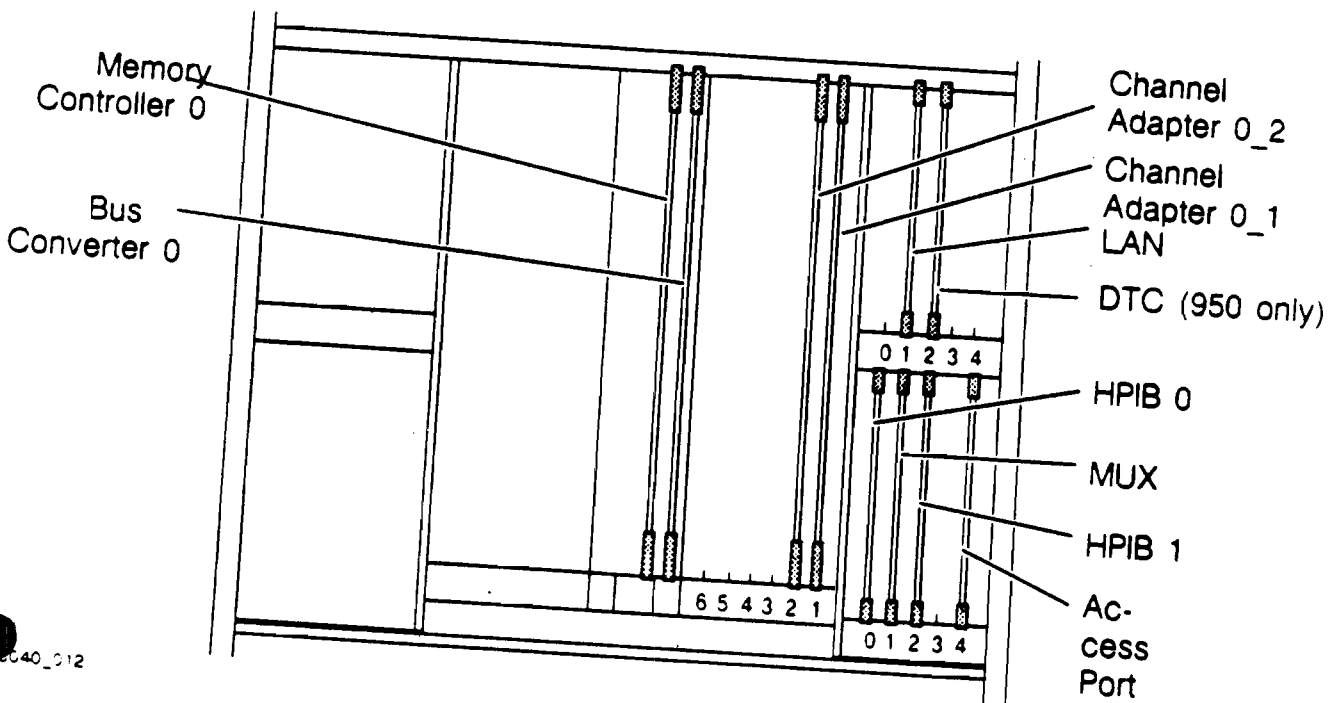 Memory
Controller 0
Bus
Converter 0
Channel
Adapter 0_2
Channel
Adapter 0_1
LAN
DTC (950 only)
0 1 2 3 4
HPIB 0
MUX
HPIB 1
Ac-
cess
Port
6 5 4 3 2 1
0 1 2 3 4